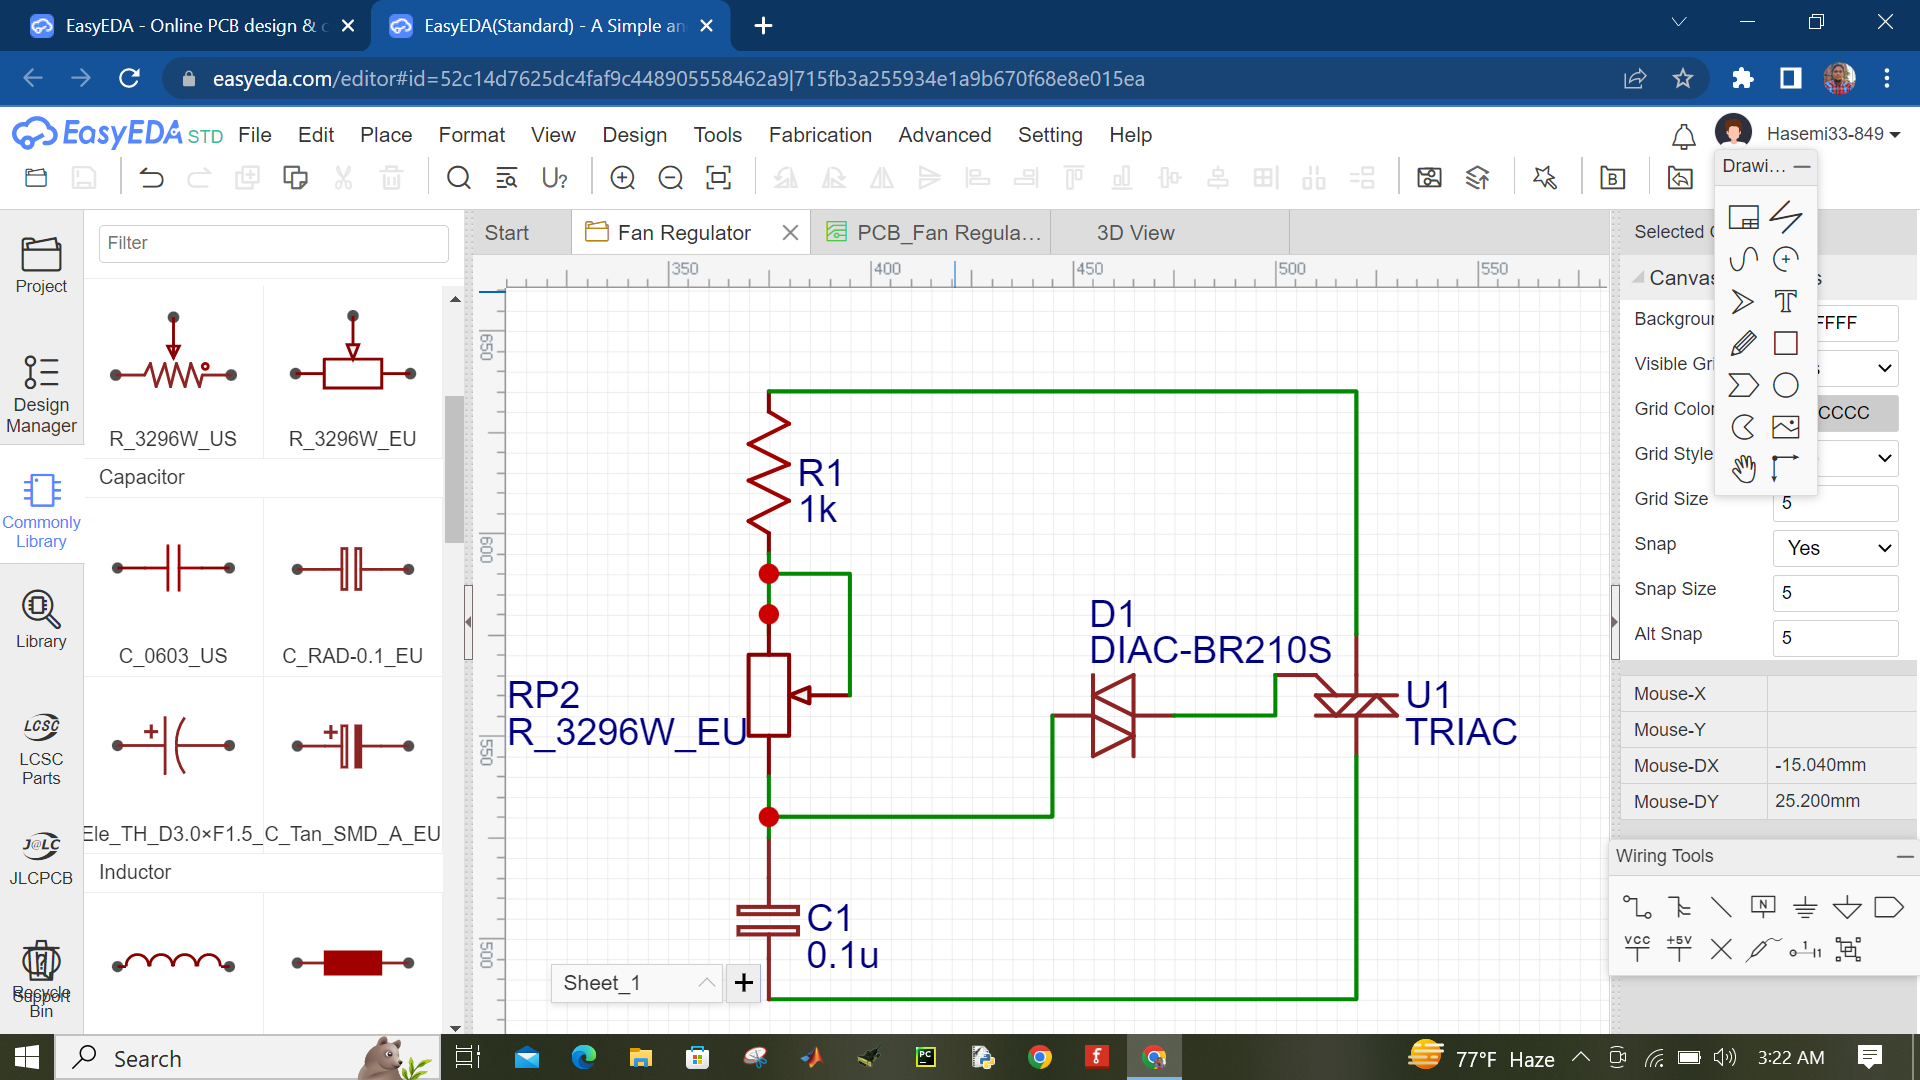 EasyEDA - Online PCB design & c
EasyEDA(Standard) - A Simple an
easyeda.com/editor#id=52c14d7625dc4faf9c448905558462a9|715fb3a255934e1a9b670f68e8e015ea
EasyEDA STD File Edit Place Format View Design Tools Fabrication Advanced Setting Help
Hasemi33-849
Drawi...
Start
Fan Regulator
PCB_Fan Regula...
3D View
Filter
Project
Design
Manager
Commonly
Library
Library
LCSC
LCSC
Parts
J@LC
JLCPCB
Recycle
Bin
Support
R_3296W_US
R_3296W_EU
Capacitor
C_0603_US
C_RAD-0.1_EU
Ele_TH_D3.0×F1.5_
C_Tan_SMD_A_EU
Inductor
350 400 450 500 550
650
600
550
500
R1
1k
RP2
R_3296W_EU
D1
DIAC-BR210S
U1
TRIAC
C1
0.1u
Sheet_1
Selected
Canvas
Backgroun
FFFF
Visible Gri
Grid Color
CCCC
Grid Style
Grid Size 5
Snap Yes
Snap Size 5
Alt Snap 5
Mouse-X
Mouse-Y
Mouse-DX -15.040mm
Mouse-DY 25.200mm
Wiring Tools
N
VCC +5V
Search
PC
77°F Haze
3:22 AM